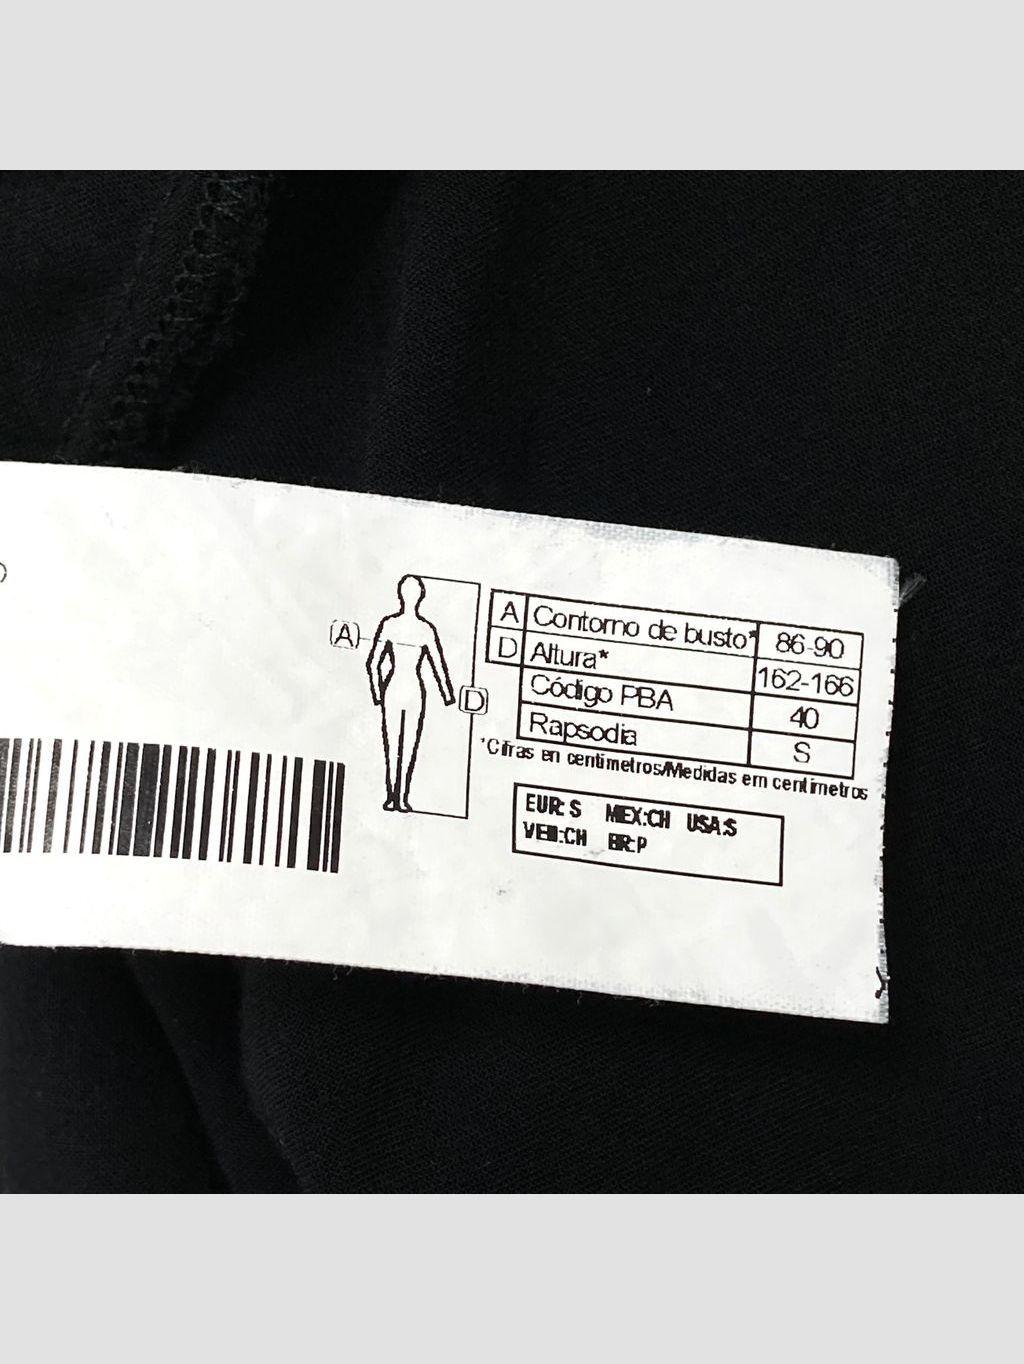 A
D
A Contorno de busto* 86-90
D Altura* 162-166
Código PBA 40
Rapsodia S
*Cifras en centimetros/Medidas em centimetros
EUR:S MEX:CH USA:S
VEN:CH BR:P